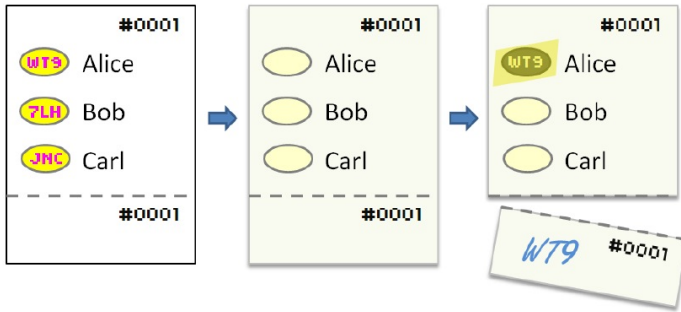 #0001
WT9 Alice
7LH Bob
JNC Carl
#0001
#0001
Alice
Bob
Carl
#0001
#0001
WT9 Alice
Bob
Carl
WT9 #0001